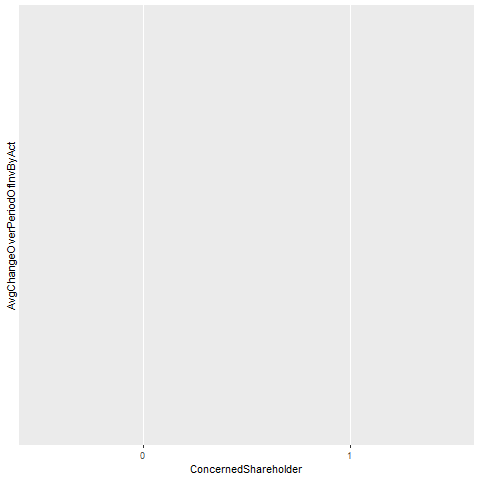 AvgChangeOverPeriodOfInvByAct
0
1
ConcernedShareholder